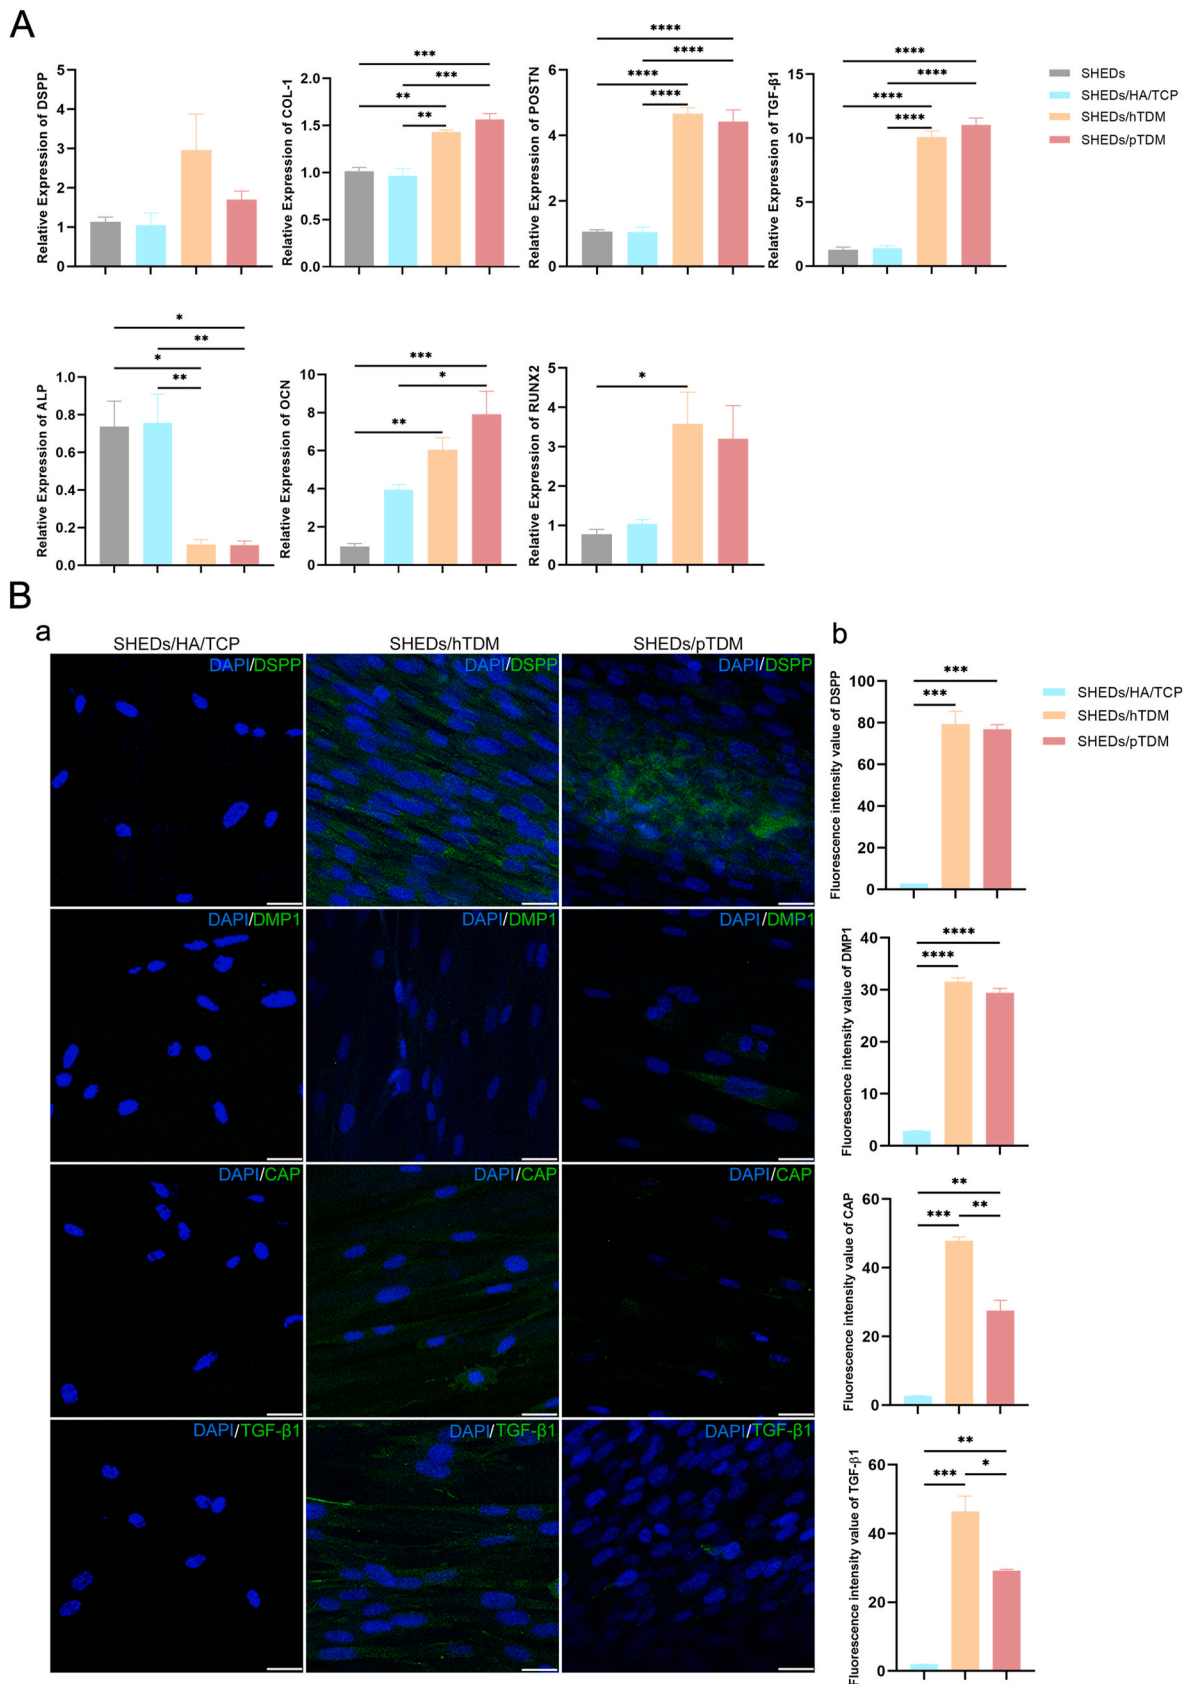 A
Relative Expression of DSPP
5
4
3
2
1
0
***
***
**
**
Relative Expression of COL-1
2.0
1.5
1.0
0.5
0.0
****
****
****
****
Relative Expression of POSTN
6
4
2
0
****
****
****
****
Relative Expression of TGF-β1
15
10
5
0
SHEDs
SHEDs/HA/TCP
SHEDs/hTDM
SHEDs/pTDM
*
**
*
**
Relative Expression of ALP
1.0
0.8
0.6
0.4
0.2
0.0
***
*
**
Relative Expression of OCN
10
8
6
4
2
0
*
Relative Expression of RUNX2
5
4
3
2
1
0
B
a
SHEDs/HA/TCP
SHEDs/hTDM
SHEDs/pTDM
DAPI/DSPP
DAPI/DSPP
DAPI/DSPP
DAPI/DMP1
DAPI/DMP1
DAPI/DMP1
DAPI/CAP
DAPI/CAP
DAPI/CAP
DAPI/TGF-β1
DAPI/TGF-β1
DAPI/TGF-β1
b
***
***
Fluorescence intensity value of DSPP
100
80
60
40
20
0
SHEDs/HA/TCP
SHEDs/hTDM
SHEDs/pTDM
****
****
Fluorescence intensity value of DMP1
40
30
20
10
0
**
**
***
Fluorescence intensity value of CAP
60
40
20
0
**
*
***
Fluorescence intensity value of TGF-β1
60
40
20
0